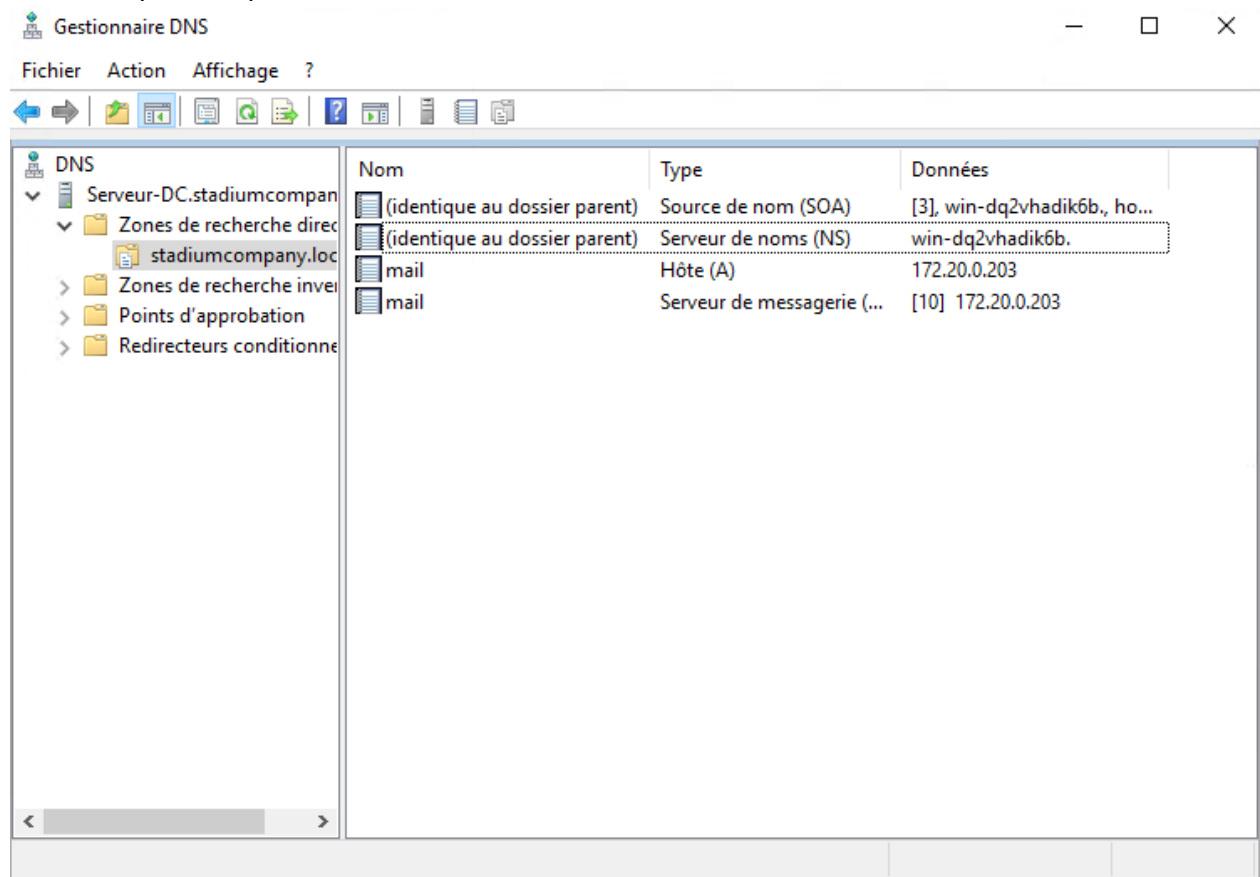 Gestionnaire DNS
Fichier Action Affichage ?
DNS
Serveur-DC.stadiumcompan
Zones de recherche direc
stadiumcompany.loc
Zones de recherche inver
Points d'approbation
Redirecteurs conditionne
Nom Type Données
(identique au dossier parent) Source de nom (SOA) [3], win-dq2vhadik6b., ho...
(identique au dossier parent) Serveur de noms (NS) win-dq2vhadik6b.
mail Hôte (A) 172.20.0.203
mail Serveur de messagerie (... [10] 172.20.0.203